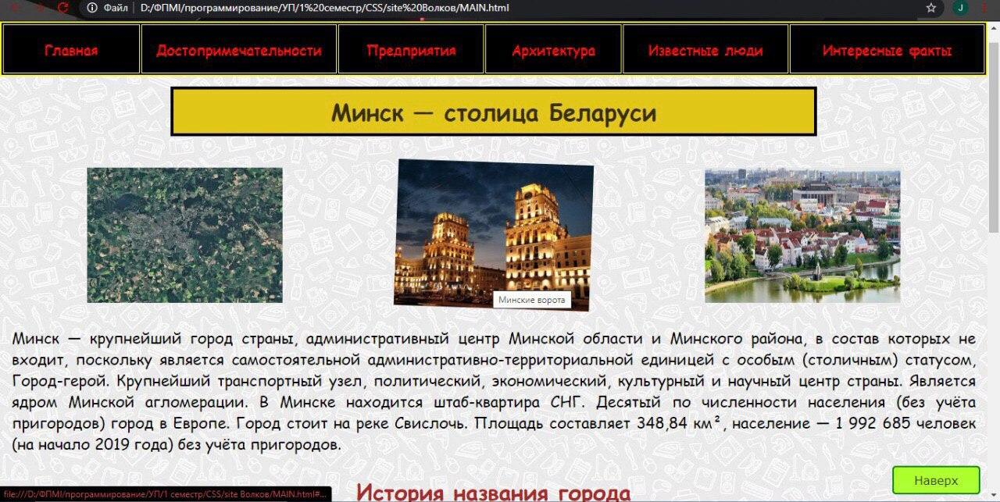 Файл | D:/ФПМI/программирование/УП/1%20семестр/CSS/site%20Волков/MAIN.html
J
Главная Достопримечательности Предприятия Архитектура Известные люди Интересные факты
Минск — столица Беларуси
Минские ворота
Минск — крупнейший город страны, административный центр Минской области и Минского района, в состав которых не
входит, поскольку является самостоятельной административно-территориальной единицей с особым (столичным) статусом,
Город-герой. Крупнейший транспортный узел, политический, экономический, культурный и научный центр страны. Является
ядром Минской агломерации. В Минске находится штаб-квартира СНГ. Десятый по численности населения (без учёта
пригородов) город в Европе. Город стоит на реке Свислочь. Площадь составляет 348,84 км², население — 1 992 685 человек
(на начало 2019 года) без учёта пригородов.
Наверх
История названия города
file:///D:/ФПМI/программирование/УП/1 семестр/CSS/site Волков/MAIN.html#...